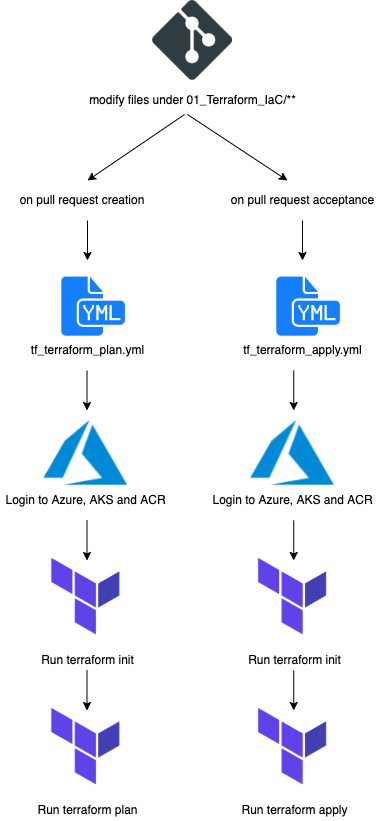 modify files under 01_Terraform_IaC/**
on pull request creation
on pull request acceptance
YML
YML
tf_terraform_plan.yml
tf_terraform_apply.yml
Login to Azure, AKS and ACR
Login to Azure, AKS and ACR
Run terraform init
Run terraform init
Run terraform plan
Run terraform apply